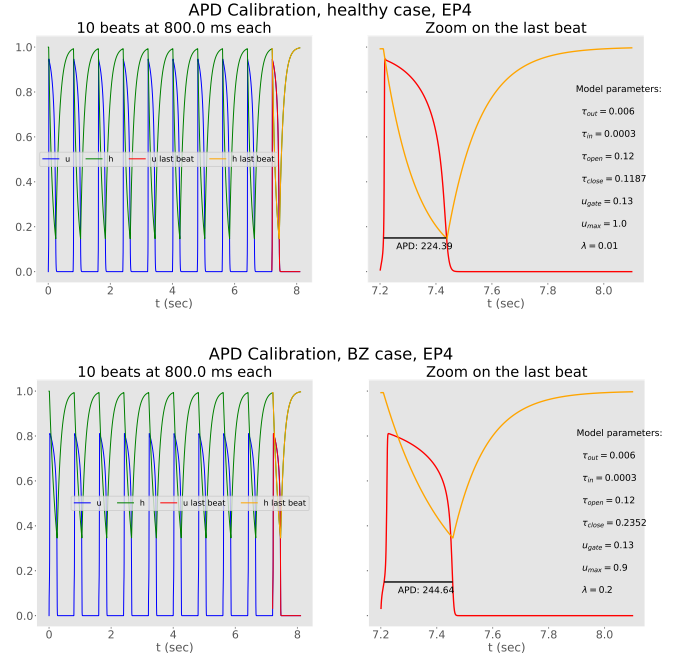 APD Calibration, healthy case, EP4
10 beats at 800.0 ms each
Zoom on the last beat
1.0
0.8
0.6
0.4
0.2
0.0
u
h
u last beat
h last beat
0
2
4
6
8
t (sec)
Model parameters:
τout = 0.006
τin = 0.0003
τopen = 0.12
τclose = 0.1187
ugate = 0.13
umax = 1.0
λ = 0.01
APD: 224.39
7.2
7.4
7.6
7.8
8.0
t (sec)
APD Calibration, BZ case, EP4
10 beats at 800.0 ms each
Zoom on the last beat
1.0
0.8
0.6
0.4
0.2
0.0
u
h
u last beat
h last beat
0
2
4
6
8
t (sec)
Model parameters:
τout = 0.006
τin = 0.0003
τopen = 0.12
τclose = 0.2352
ugate = 0.13
umax = 0.9
λ = 0.2
APD: 244.64
7.2
7.4
7.6
7.8
8.0
t (sec)